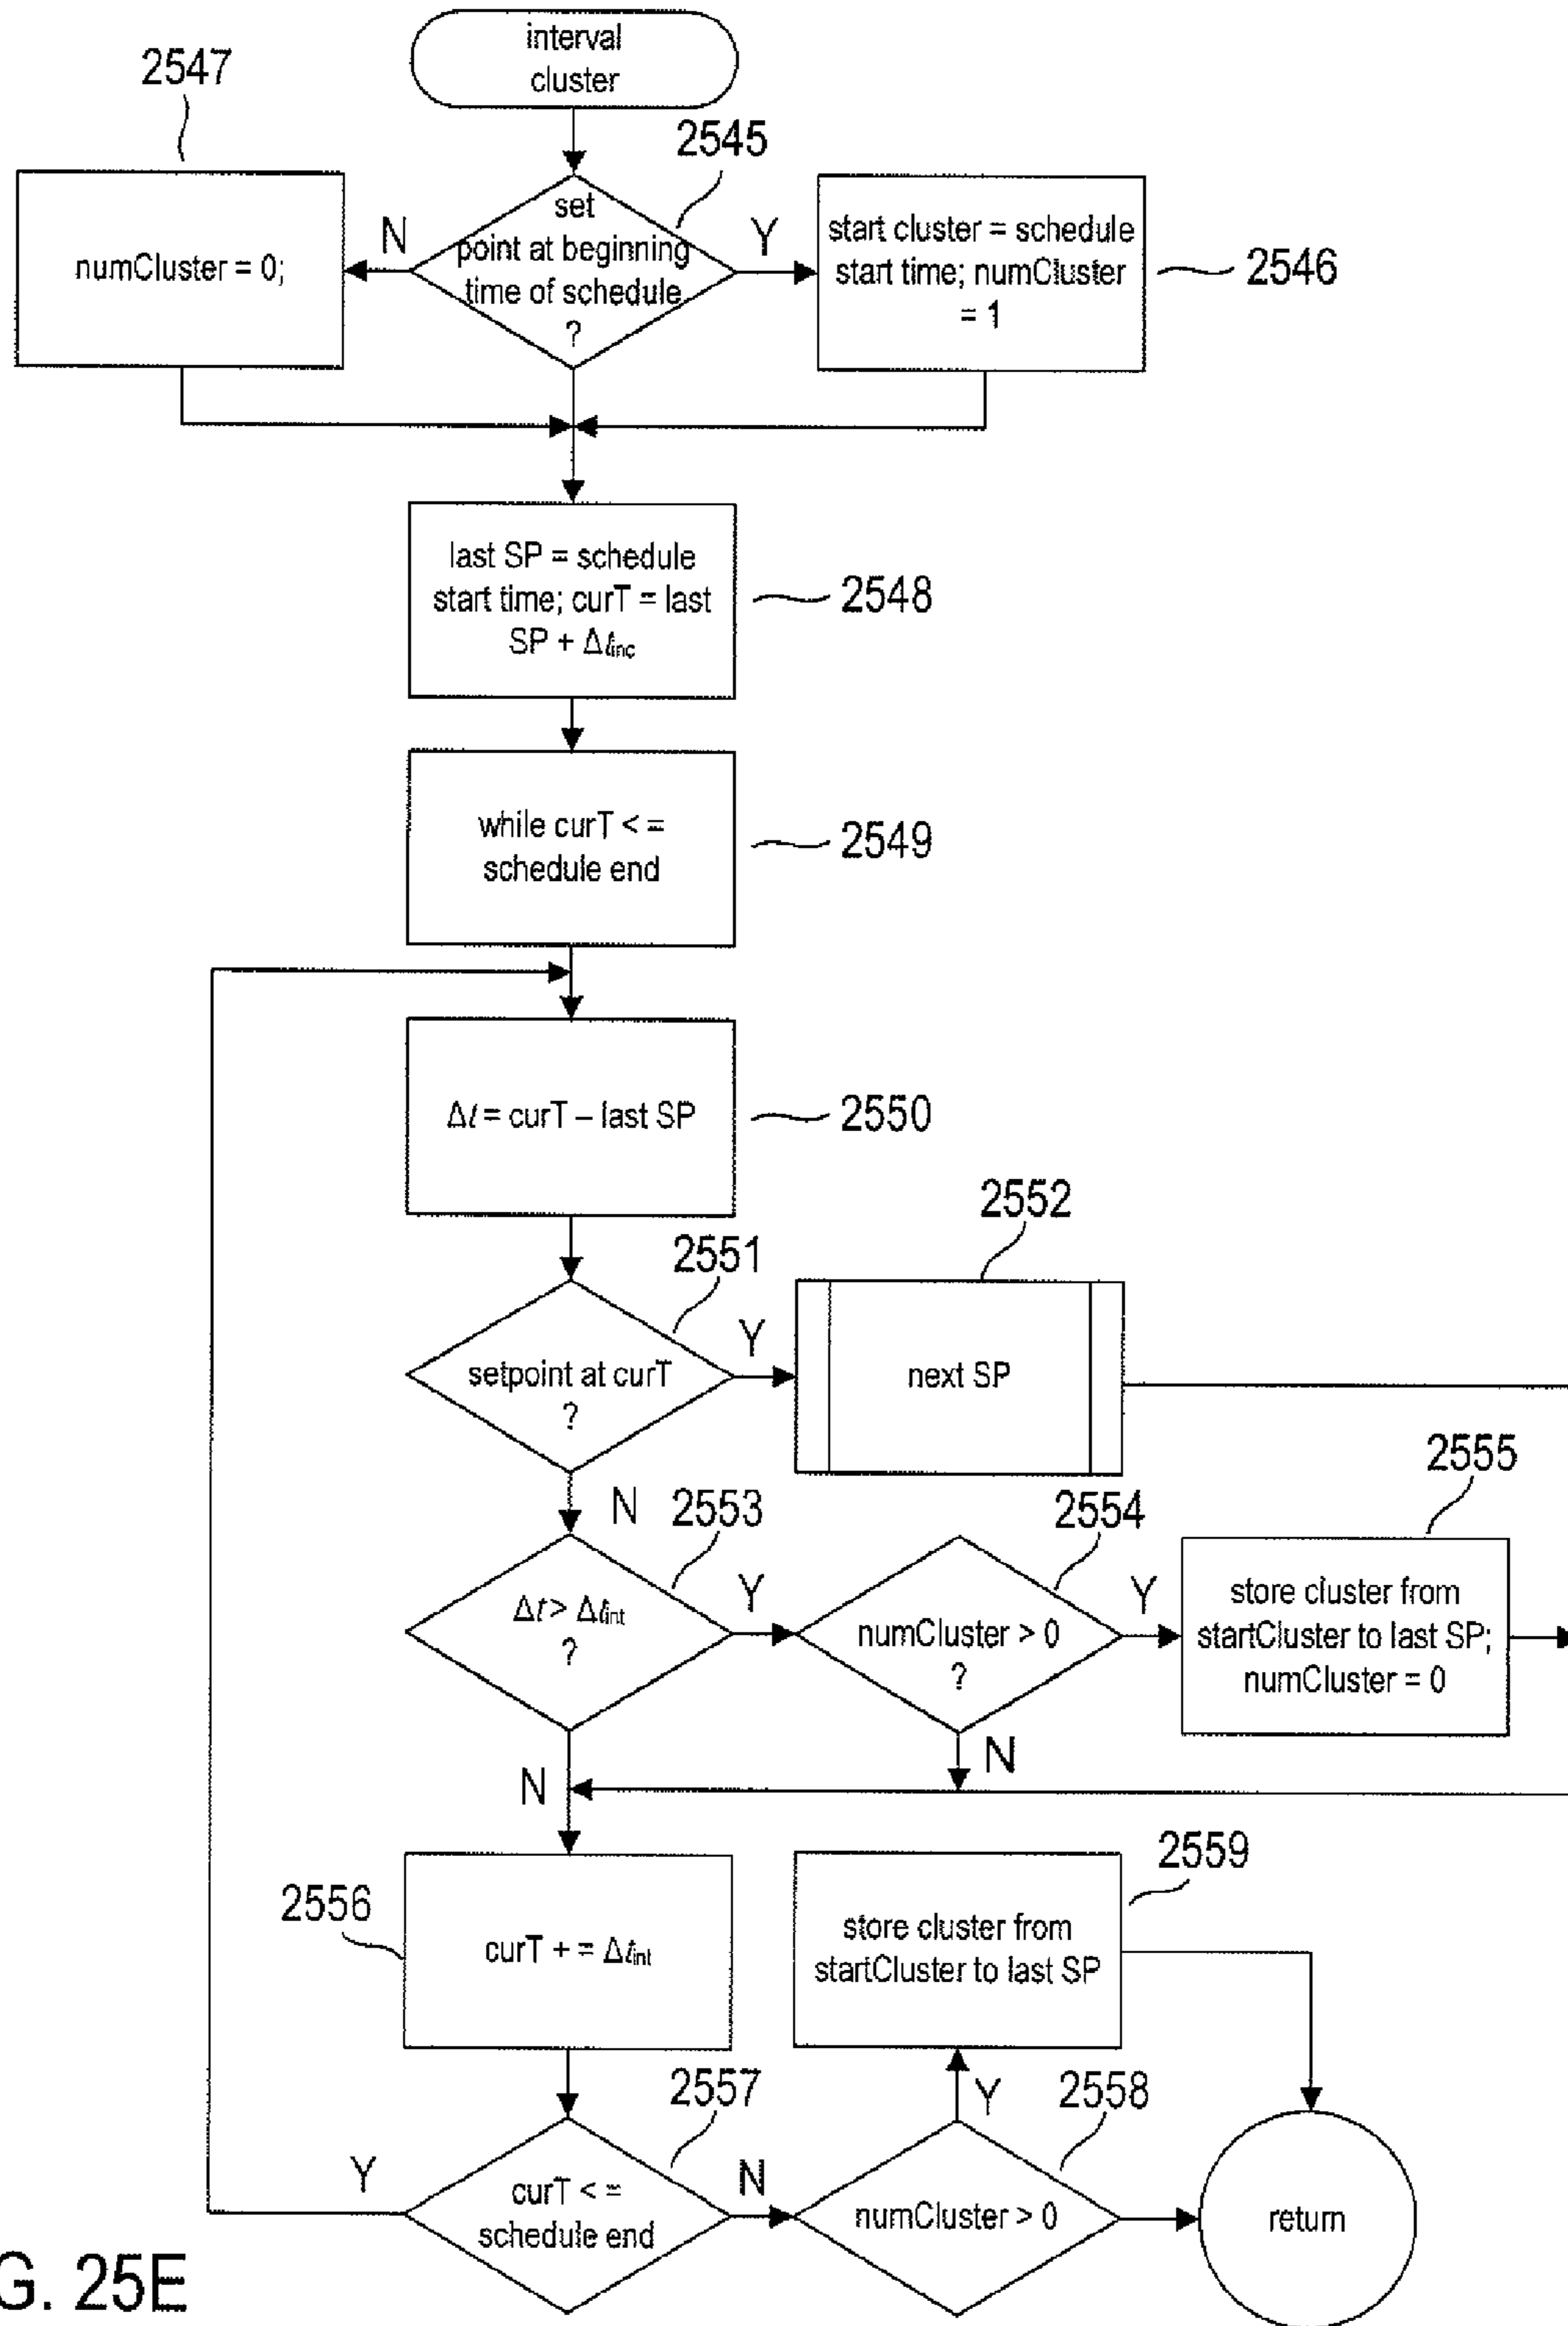 interval
cluster
2547
2545
set
point at beginning
time of schedule
?
N
Y
numCluster = 0;
start cluster = schedule
start time; numCluster
= 1
2546
last SP = schedule
start time; curT = last
SP + Δtinc
2548
while curT < =
schedule end
2549
Δt = curT – last SP
2550
2551
2552
setpoint at curT
?
Y
next SP
N
2553
2554
2555
Δt > Δtint
?
Y
numCluster > 0
?
Y
store cluster from
startCluster to last SP;
numCluster = 0
N
N
2556
curT + = Δtint
2559
store cluster from
startCluster to last SP
2557
2558
Y
curT < =
schedule end
N
Y
numCluster > 0
return
G. 25E